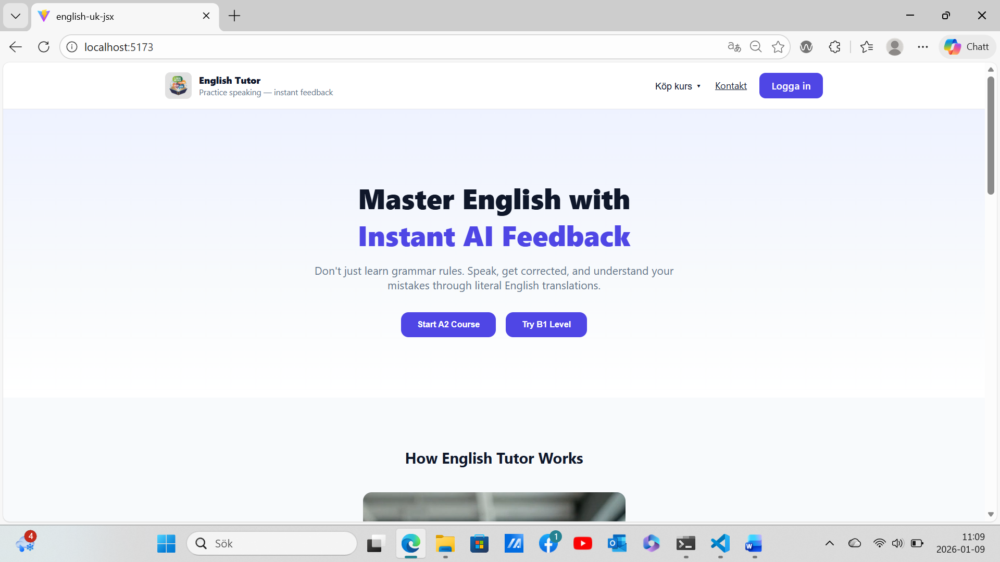 english-uk-jsx
localhost:5173
Chatt
English Tutor
Practice speaking — instant feedback
Köp kurs ▾
Kontakt
Logga in
Master English with
Instant AI Feedback
Don't just learn grammar rules. Speak, get corrected, and understand your
mistakes through literal English translations.
Start A2 Course
Try B1 Level
How English Tutor Works
4
Sök
1
11:09
2026-01-09